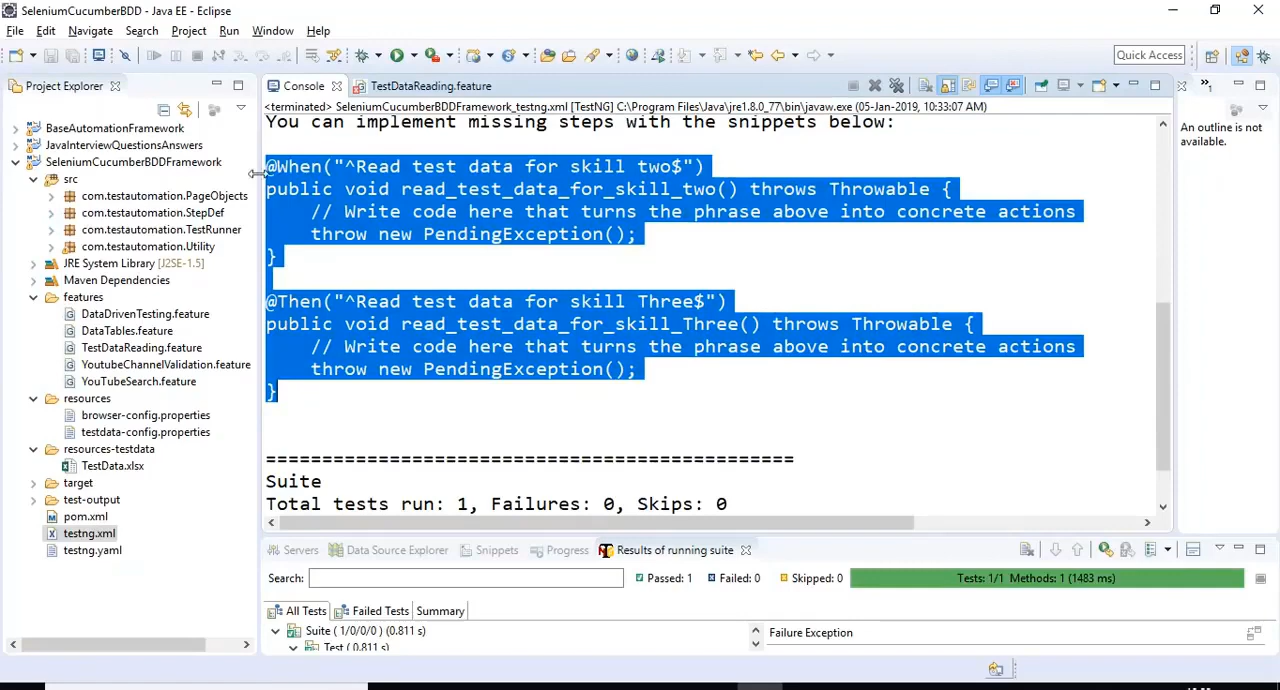 SeleniumCucumberBDD - Java EE - Eclipse
File Edit Navigate Search Project Run Window Help
Quick Access
Project Explorer
BaseAutomationFramework
JavaInterviewQuestionsAnswers
SeleniumCucumberBDDFramework
src
com.testautomation.PageObjects
com.testautomation.StepDef
com.testautomation.TestRunner
com.testautomation.Utility
JRE System Library [J2SE-1.5]
Maven Dependencies
features
DataDrivenTesting.feature
DataTables.feature
TestDataReading.feature
YoutubeChannelValidation.feature
YouTubeSearch.feature
resources
browser-config.properties
testdata-config.properties
resources-testdata
TestData.xlsx
target
test-output
pom.xml
testng.xml
testng.yaml
Console TestDataReading.feature
<terminated> SeleniumCucumberBDDFramework_testng.xml [TestNG] C:\Program Files\Java\jre1.8.0_77\bin\javaw.exe (05-Jan-2019, 10:33:07 AM)
You can implement missing steps with the snippets below:
@When("^Read test data for skill two$")
public void read_test_data_for_skill_two() throws Throwable {
// Write code here that turns the phrase above into concrete actions
throw new PendingException();
}
@Then("^Read test data for skill Three$")
public void read_test_data_for_skill_Three() throws Throwable {
// Write code here that turns the phrase above into concrete actions
throw new PendingException();
}
===============================================
Suite
Total tests run: 1, Failures: 0, Skips: 0
An outline is not
available.
Servers Data Source Explorer Snippets Progress Results of running suite
Search: Passed: 1 Failed: 0 Skipped: 0 Tests: 1/1 Methods: 1 (1483 ms)
All Tests Failed Tests Summary
Suite ( 1/0/0/0 ) (0.811 s)
Test (0.811 s)
Failure Exception